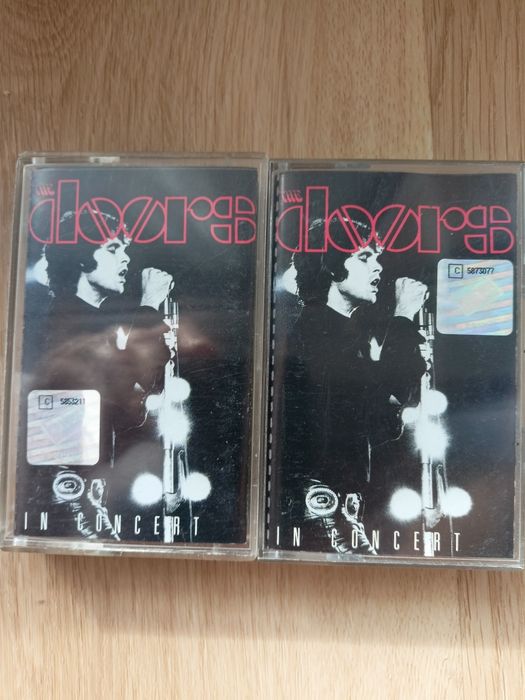 THE
doors
C 5853211
IN CONCERT
THE
doors
C 5873077
IN CONCERT